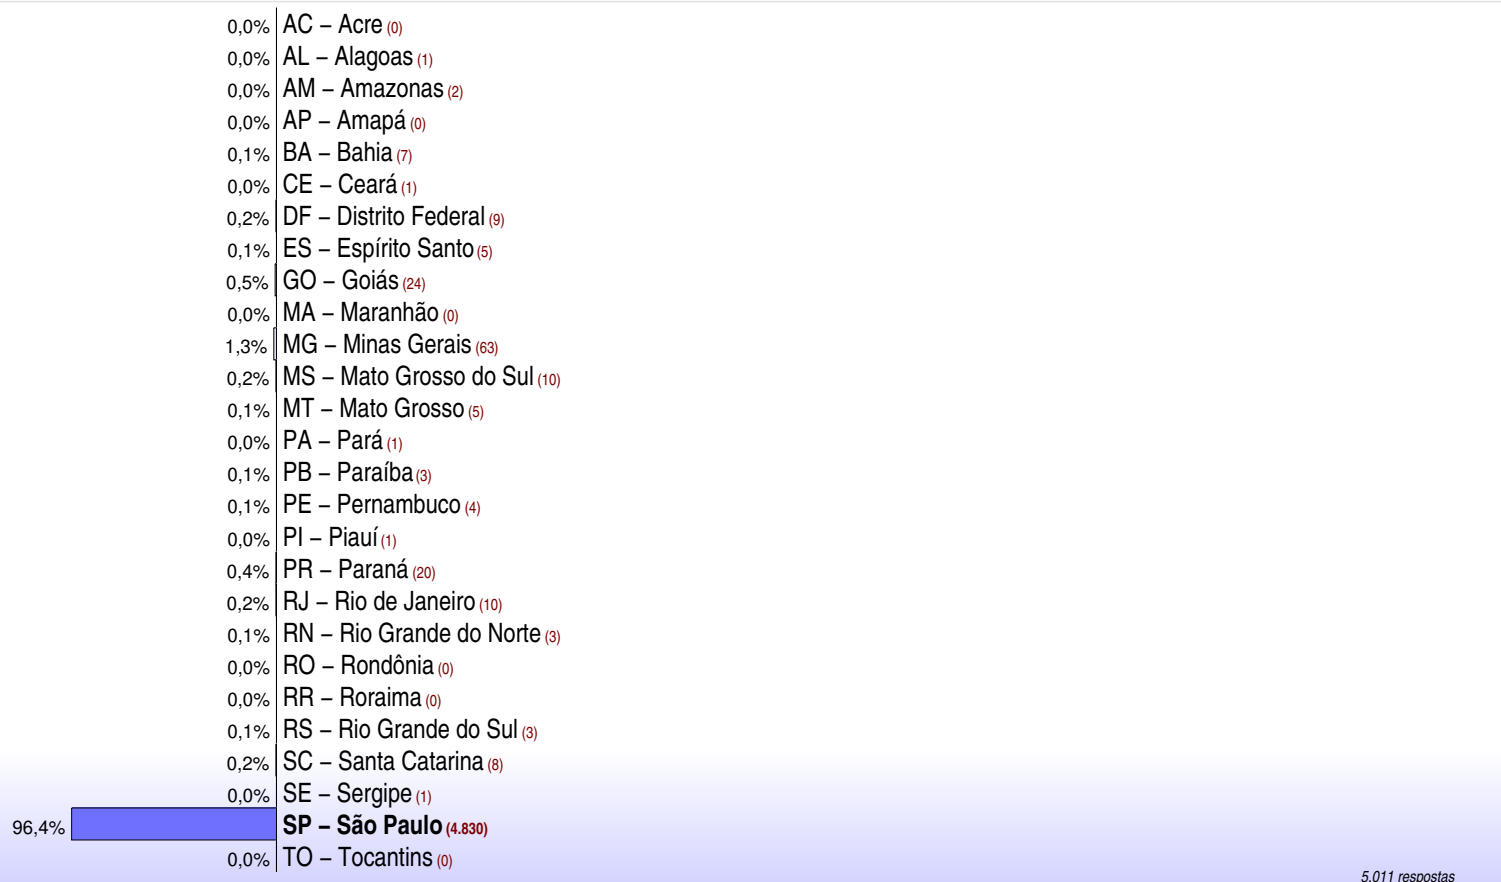 0,0% AC – Acre (0)
0,0% AL – Alagoas (1)
0,0% AM – Amazonas (2)
0,0% AP – Amapá (0)
0,1% BA – Bahia (7)
0,0% CE – Ceará (1)
0,2% DF – Distrito Federal (9)
0,1% ES – Espírito Santo (5)
0,5% GO – Goiás (24)
0,0% MA – Maranhão (0)
1,3% MG – Minas Gerais (63)
0,2% MS – Mato Grosso do Sul (10)
0,1% MT – Mato Grosso (5)
0,0% PA – Pará (1)
0,1% PB – Paraíba (3)
0,1% PE – Pernambuco (4)
0,0% PI – Piauí (1)
0,4% PR – Paraná (20)
0,2% RJ – Rio de Janeiro (10)
0,1% RN – Rio Grande do Norte (3)
0,0% RO – Rondônia (0)
0,0% RR – Roraima (0)
0,1% RS – Rio Grande do Sul (3)
0,2% SC – Santa Catarina (8)
0,0% SE – Sergipe (1)
96,4% SP – São Paulo (4.830)
0,0% TO – Tocantins (0)
5.011 respostas